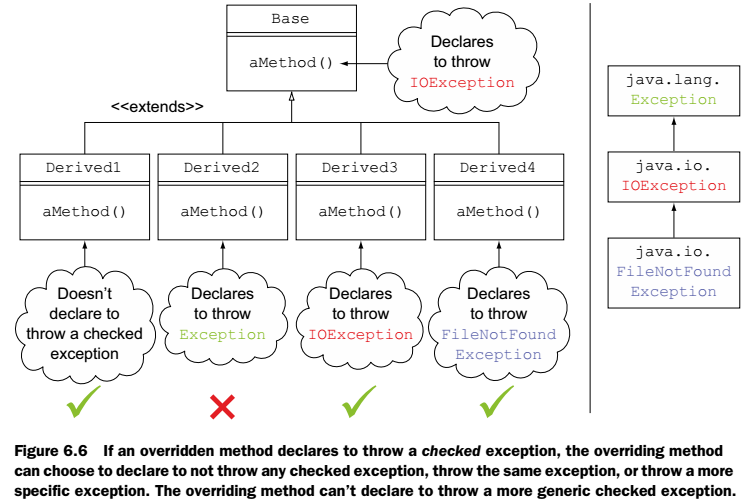 Base
aMethod()
Declares
to throw
IOException
<<extends>>
Derived1
aMethod()
Derived2
aMethod()
Derived3
aMethod()
Derived4
aMethod()
Doesn't
declare to
throw a checked
exception
Declares
to throw
Exception
Declares
to throw
IOException
Declares
to throw
FileNotFound
Exception
java.lang.
Exception
java.io.
IOException
java.io.
FileNotFound
Exception
Figure 6.6 If an overridden method declares to throw a checked exception, the overriding method
can choose to declare to not throw any checked exception, throw the same exception, or throw a more
specific exception. The overriding method can't declare to throw a more generic checked exception.